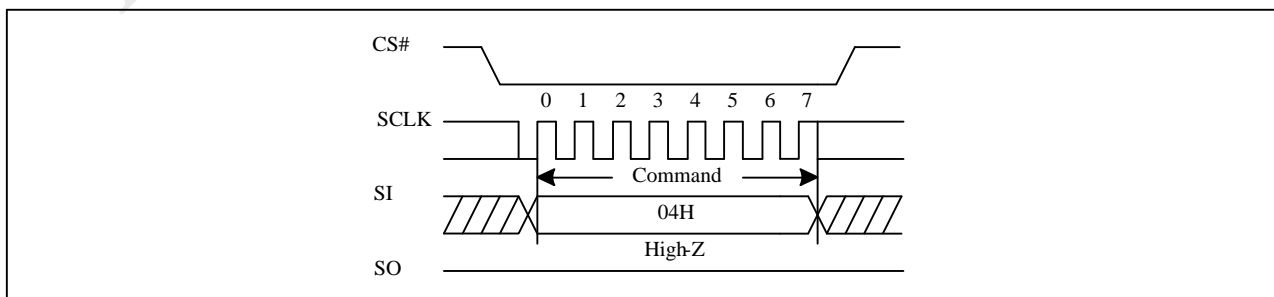 CS#
0 1 2 3 4 5 6 7
SCLK
Command
SI
04H
High-Z
SO